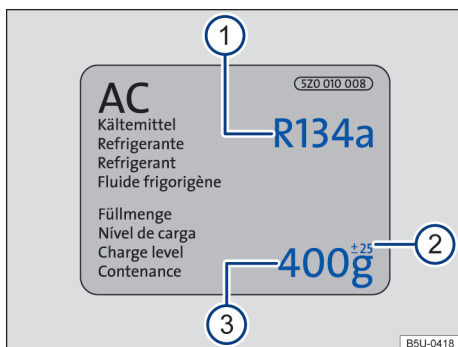 1
5Z0 010 008
AC
Kältemittel
Refrigerante
Refrigerant
Fluide frigorigène
R134a
Füllmenge
Nível de carga
Charge level
Contenance
400g ±25
2
3
B5U-0418